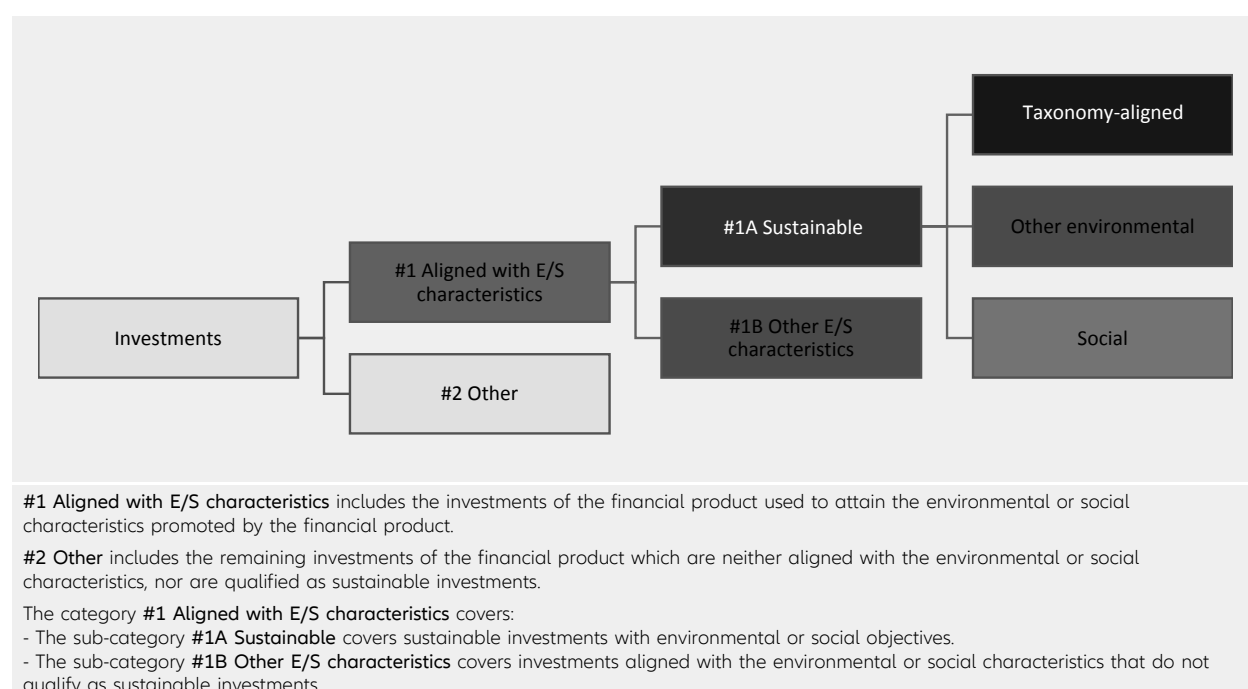 Taxonomy-aligned
#1A Sustainable
Other environmental
#1 Aligned with E/S
characteristics
Investments
#1B Other E/S
characteristics
Social
#2 Other
#1 Aligned with E/S characteristics includes the investments of the financial product used to attain the environmental or social
characteristics promoted by the financial product.
#2 Other includes the remaining investments of the financial product which are neither aligned with the environmental or social
characteristics, nor are qualified as sustainable investments.
The category #1 Aligned with E/S characteristics covers:
- The sub-category #1A Sustainable covers sustainable investments with environmental or social objectives.
- The sub-category #1B Other E/S characteristics covers investments aligned with the environmental or social characteristics that do not
qualify as sustainable investments.